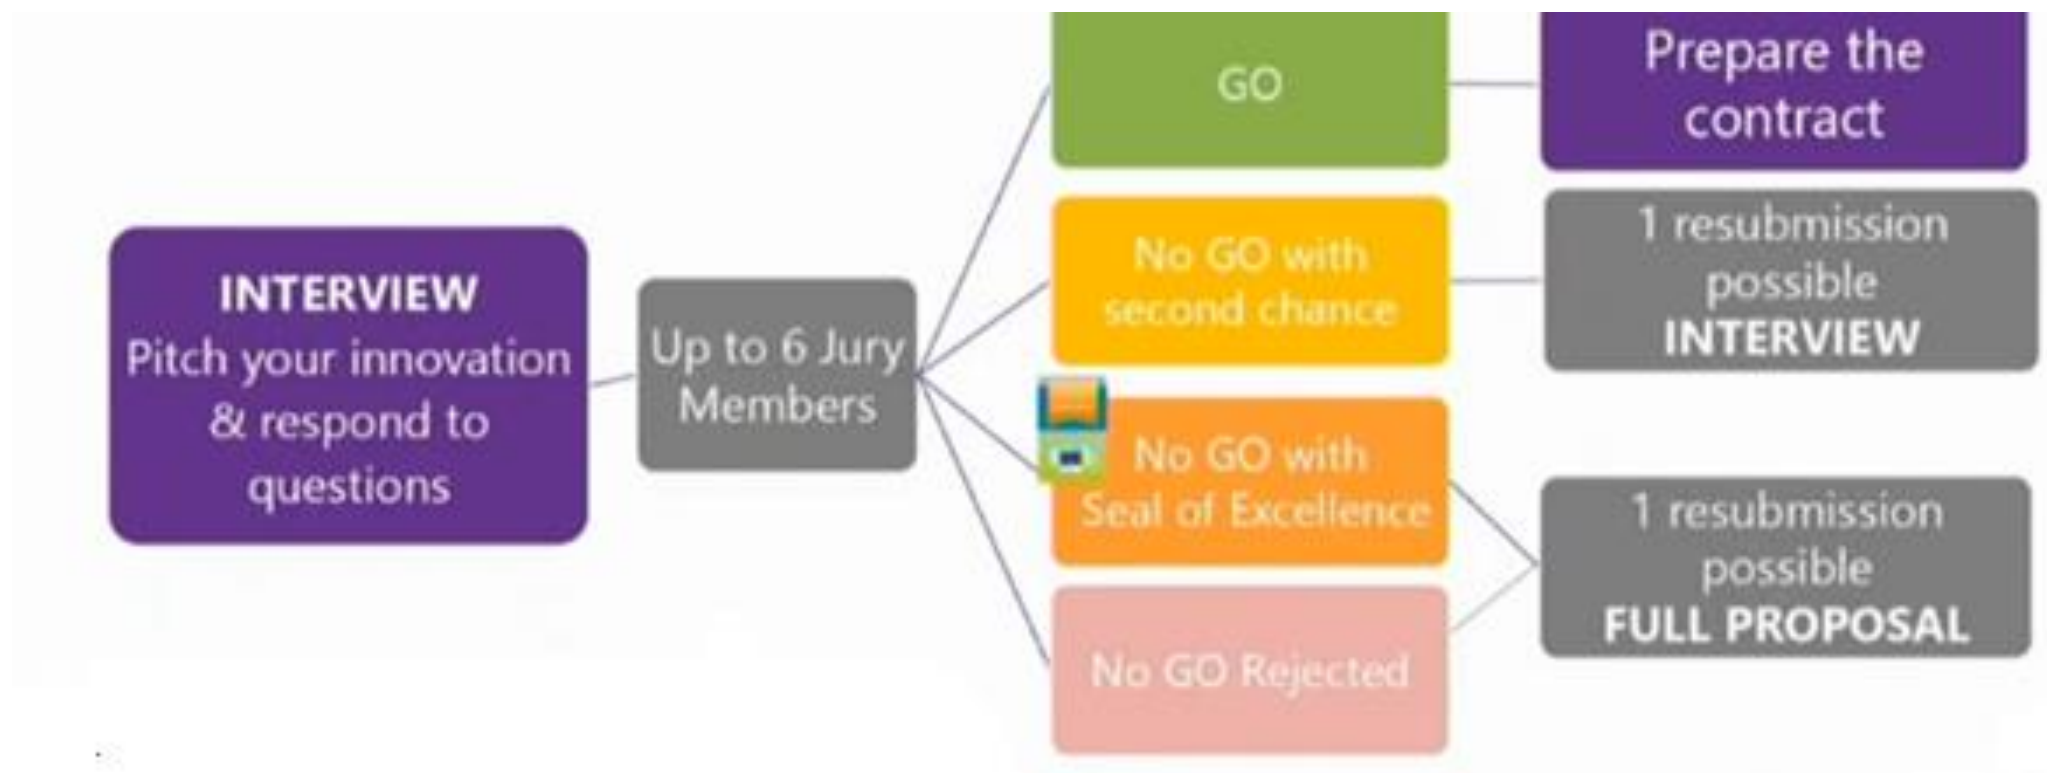 INTERVIEW
Pitch your innovation
& respond to
questions
Up to 6 Jury
Members
GO
Prepare the
contract
No GO with
second chance
1 resubmission
possible
INTERVIEW
No GO with
Seal of Excellence
No GO Rejected
1 resubmission
possible
FULL PROPOSAL